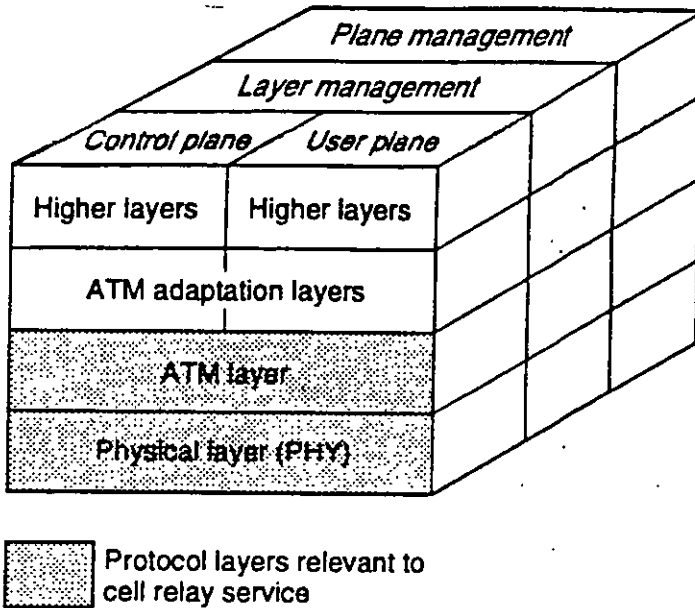 Plane management
Layer management
Control plane User plane
Higher layers Higher layers
ATM adaptation layers
ATM layer
Physical layer (PHY)
Protocol layers relevant to
cell relay service